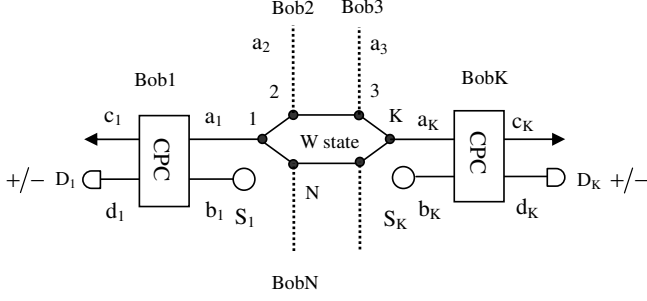 Bob2 Bob3
a2 a3
Bob1 BobK
2 3
c1 a1 1 K aK cK
CPC W state CPC
+/− D1 DK +/−
d1 b1 S1 N SK bK dK
BobN